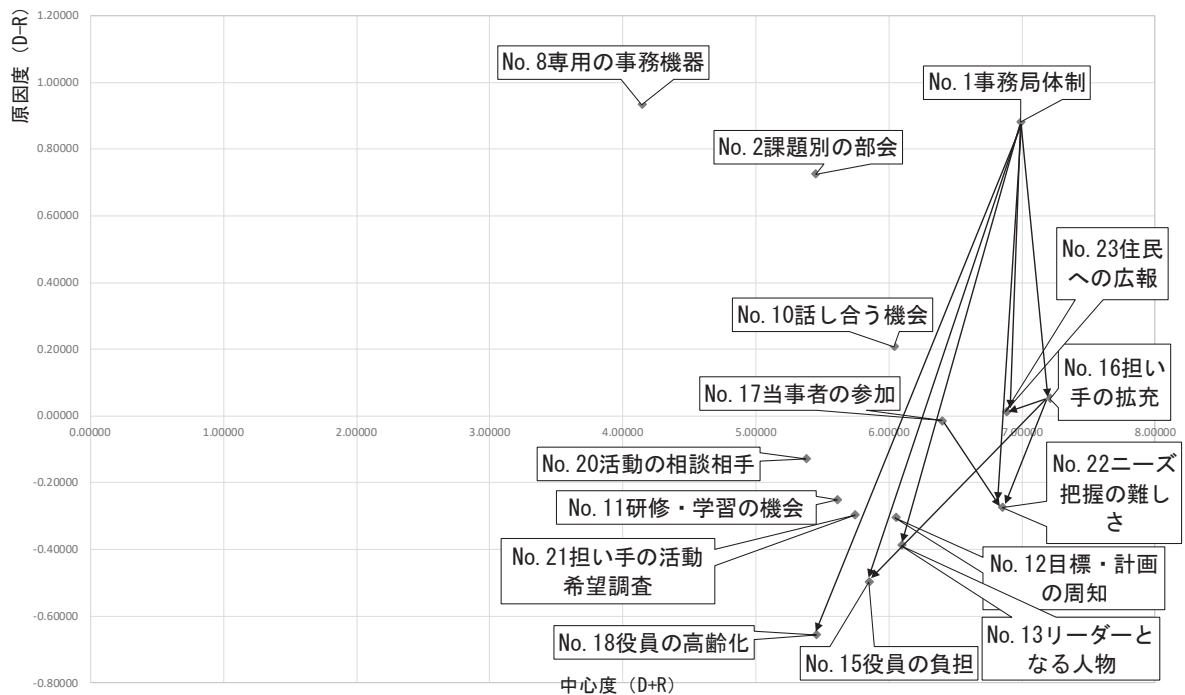 原因度（D-R）
1.20000
1.00000
0.80000
0.60000
0.40000
0.20000
0.00000
-0.20000
-0.40000
-0.60000
-0.80000
0.00000
1.00000
2.00000
3.00000
4.00000
5.00000
6.00000
7.00000
8.00000
中心度（D+R）
No.8専用の事務機器
No.1事務局体制
No.2課題別の部会
No.23住民
への広報
No.10話し合う機会
No.16担い
手の拡充
No.17当事者の参加
No.20活動の相談相手
No.22ニーズ
把握の難し
さ
No.11研修・学習の機会
No.21担い手の活動
希望調査
No.12目標・計画
の周知
No.18役員の高齢化
No.15役員の負担
No.13リーダーと
なる人物